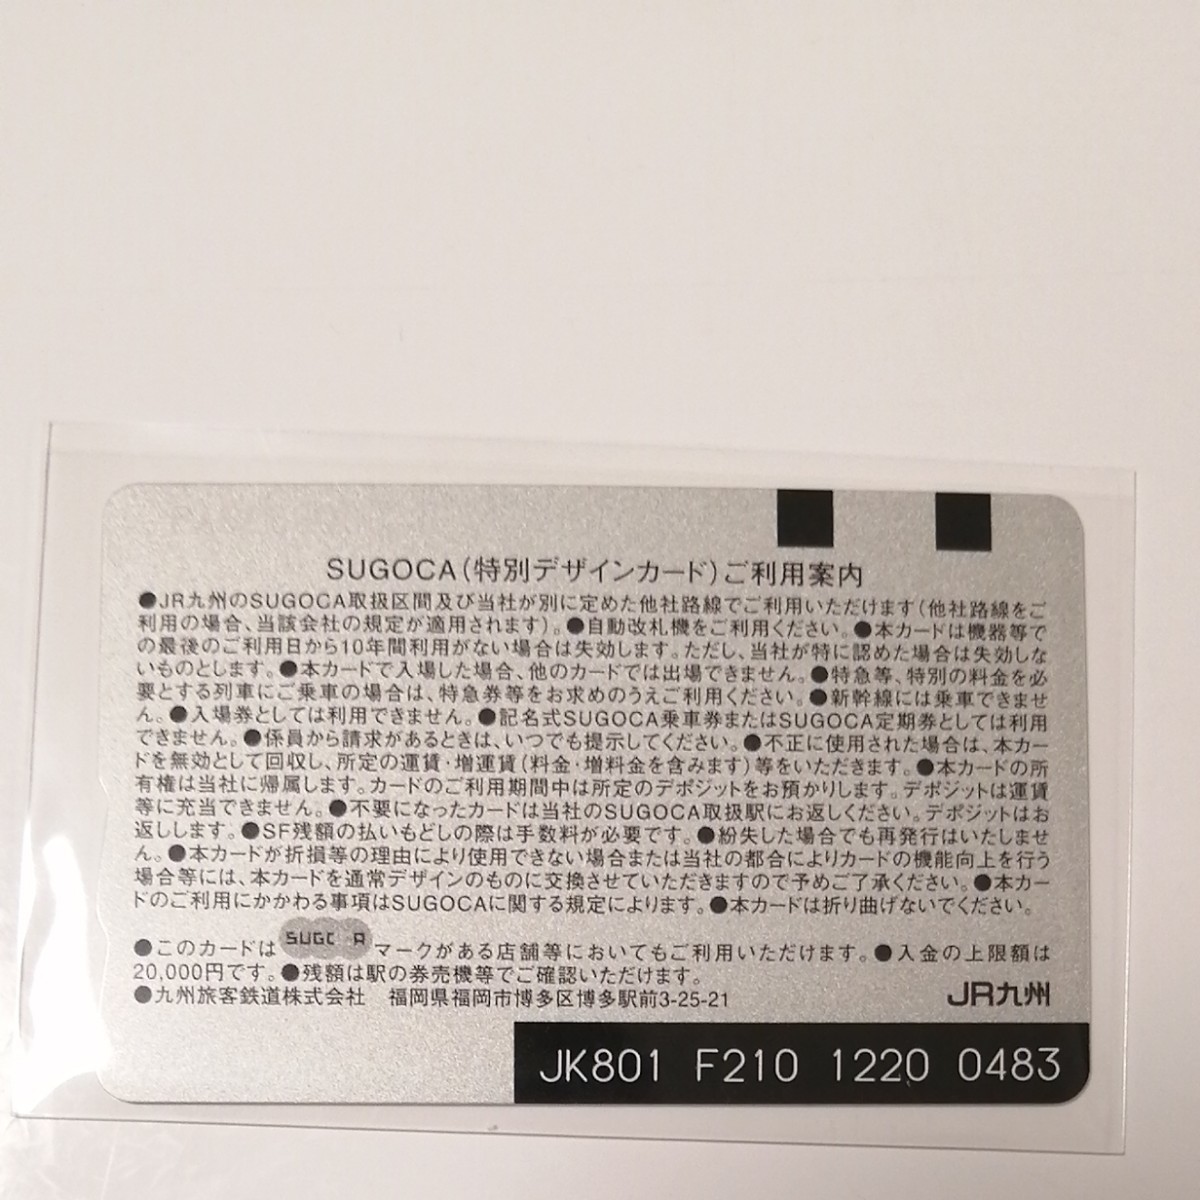 SUGOCA(特別デザインカード)ご利用案内
●JR九州のSUGOCA取扱区間及び当社が別に定めた他社路線でご利用いただけます(他社路線をご
利用の場合、当該会社の規定が適用されます)。●自動改札機をご利用ください。●本カードは機器等で
の最後のご利用日から10年間利用がない場合は失効します。ただし、当社が特に認めた場合は失効しな
いものとします。●本カードで入場した場合、他のカードでは出場できません。●特急等、特別の料金を必
要とする列車にご乗車の場合は、特急券等をお求めのうえご利用ください。●新幹線には乗車できませ
ん。●入場券としては利用できません。●記名式SUGOCA乗車券またはSUGOCA定期券としては利用
できません。●係員から請求があるときは、いつでも提示してください。●不正に使用された場合は、本カー
ドを無効として回収し、所定の運賃・増運賃(料金・増料金を含みます)等をいただきます。●本カードの所
有権は当社に帰属します。カードのご利用期間中は所定のデポジットをお預かりします。デポジットは運賃
等に充当できません。●不要になったカードは当社のSUGOCA取扱駅にお返しください。デポジットはお
返しします。●SF残額の払いもどしの際は手数料が必要です。●紛失した場合でも再発行はいたしませ
ん。●本カードが折損等の理由により使用できない場合または当社の都合によりカードの機能向上を行う
場合等には、本カードを通常デザインのものに交換させていただきますので予めご了承ください。●本カー
ドのご利用にかかわる事項はSUGOCAに関する規定によります。●本カードは折り曲げないでください。
●このカードは SUGOCA マークがある店舗等においてもご利用いただけます。●入金の上限額は
20,000円です。●残額は駅の券売機等でご確認いただけます。
●九州旅客鉄道株式会社 福岡県福岡市博多区博多駅前3-25-21
JR九州
JK801 F210 1220 0483